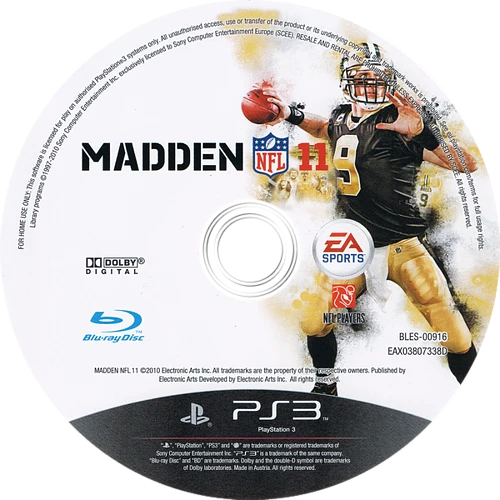 FOR HOME USE ONLY: This software is licensed for play on authorised PlayStation®3 systems only. All unauthorised access, use or transfer of the product or its underlying copyright and trademark works is prohibited.
Library programs ©1997-2010 Sony Computer Entertainment Inc. exclusively licensed to Sony Computer Entertainment Europe (SCEE). RESALE AND RENTAL ARE PROHIBITED
All rights reserved.
MADDEN NFL 11
9
9
DOLBY®
DIGITAL
EA
SPORTS™
NFL PLAYERS
Blu-ray Disc™
BLES-00916
EAX03807338D
MADDEN NFL 11 ©2010 Electronic Arts Inc. All trademarks are the property of their respective owners. Published by
Electronic Arts Developed by Electronic Arts Inc. All rights reserved.
PS3™
PlayStation 3
"PlayStation", "PS3" and are trademarks or registered trademarks of
Sony Computer Entertainment Inc. "PS3" is a trademark of the same company.
"Blu-ray Disc" and "BD" are trademarks. Dolby and the double-D symbol are trademarks
of Dolby laboratories. Made in Austria. All rights reserved.